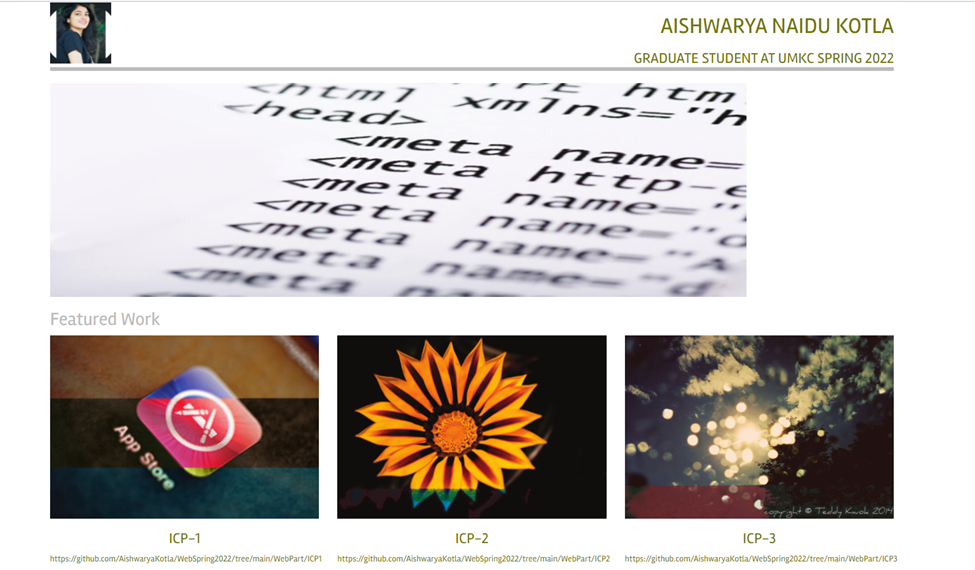 AISHWARYA NAIDU KOTLA
GRADUATE STUDENT AT UMKC SPRING 2022
<html
xmlns="h
<head>
<meta name=
<meta http-e
<meta name="
<meta name="d
<meta name="A
<meta name="d
<meta
Featured Work
App Store
copyright © Teddy Kwok 2014
ICP-1 ICP-2 ICP-3
https://github.com/AishwaryaKotla/WebSpring2022/tree/main/WebPart/ICP1 https://github.com/AishwaryaKotla/WebSpring2022/tree/main/WebPart/ICP2 https://github.com/AishwaryaKotla/WebSpring2022/tree/main/WebPart/ICP3